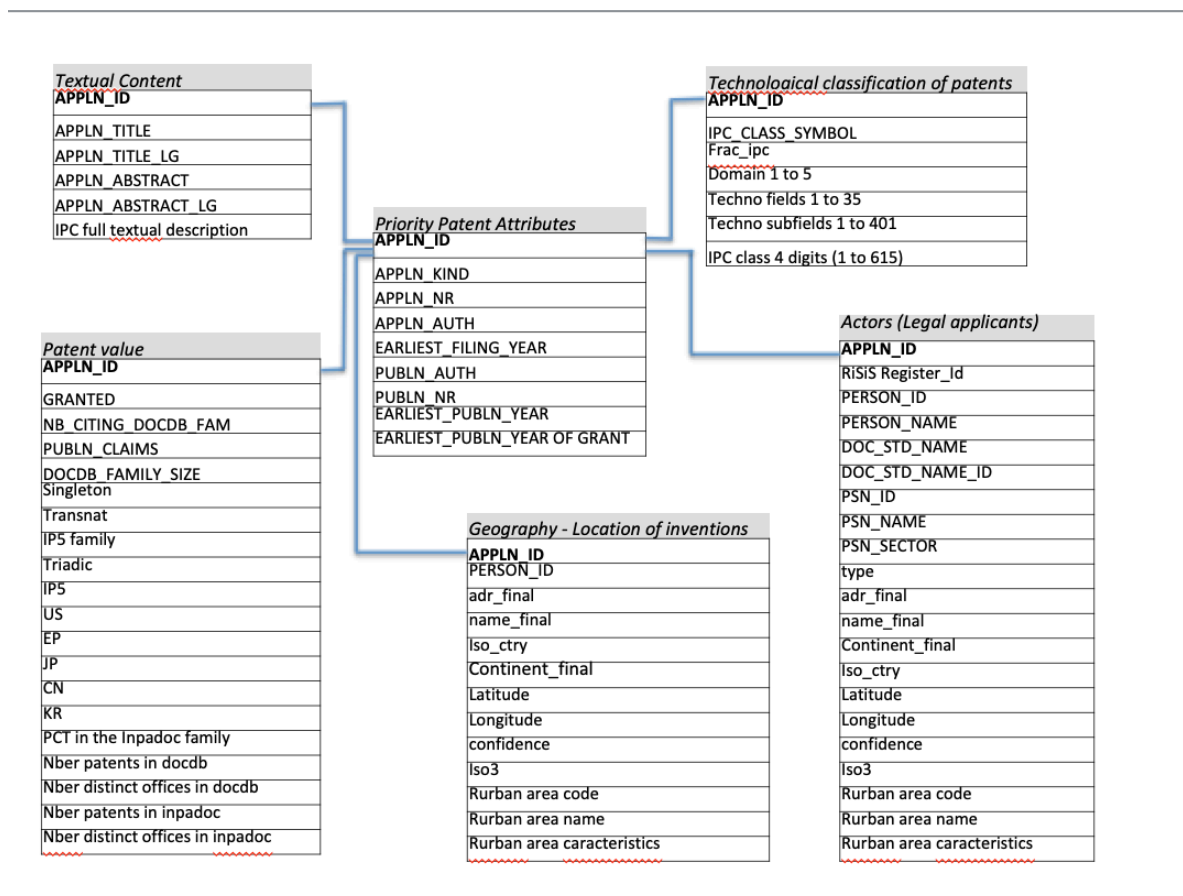 Textual Content
APPLN_ID
APPLN_TITLE
APPLN_TITLE_LG
APPLN_ABSTRACT
APPLN_ABSTRACT_LG
IPC full textual description
Technoloaical classification of patents
APPLN_ID
IPC_CLASS_SYMBOL
Frac_ipc
Domain 1 to 5
Techno fields 1 to 35
Techno subfields 1 to 401
IPC class 4 digits (1 to 615)
Priority Patent Attributes
APPLN_ID
APPLN_KIND
APPLN_NR
APPLN_AUTH
EARLIEST_FILING_YEAR
PUBLN_AUTH
PUBLN_NR
EARLIEST_PUBLN_YEAR
EARLIEST_PUBLN_YEAR OF GRANT
Patent value
APPLN_ID
GRANTED
NB_CITING_DOCDB_FAM
PUBLN_CLAIMS
DOCDB_FAMILY_SIZE
Singleton
Transnat
IP5 family
Triadic
IP5
US
EP
JP
CN
KR
PCT in the Inpadoc family
Nber patents in docdb
Nber distinct offices in docdb
Nber patents in inpadoc
Nber distinct offices in inpadoc
Geography - Location of inventions
APPLN_ID
PERSON_ID
adr_final
name_final
Iso_ctry
Continent_final
Latitude
Longitude
confidence
Iso3
Rurban area code
Rurban area name
Rurban area caracteristics
Actors (Legal applicants)
APPLN_ID
RiSiS Register_Id
PERSON_ID
PERSON_NAME
DOC_STD_NAME
DOC_STD_NAME_ID
PSN_ID
PSN_NAME
PSN_SECTOR
type
adr_final
name_final
Continent_final
Iso_ctry
Latitude
Longitude
confidence
Iso3
Rurban area code
Rurban area name
Rurban area caracteristics